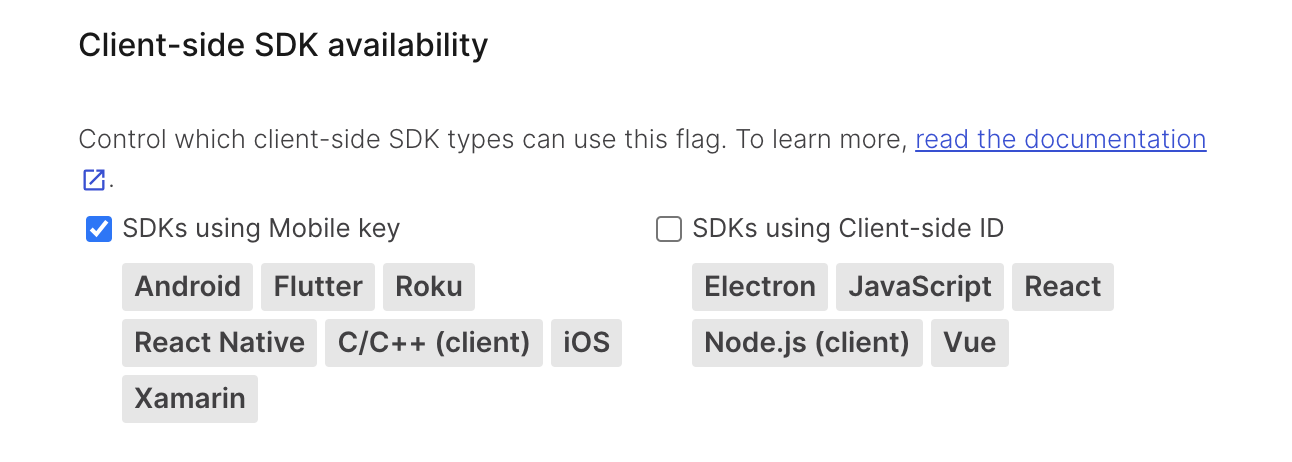 Client-side SDK availability
Control which client-side SDK types can use this flag. To learn more, read the documentation
.
SDKs using Mobile key
Android Flutter Roku
React Native C/C++ (client) iOS
Xamarin
SDKs using Client-side ID
Electron JavaScript React
Node.js (client) Vue